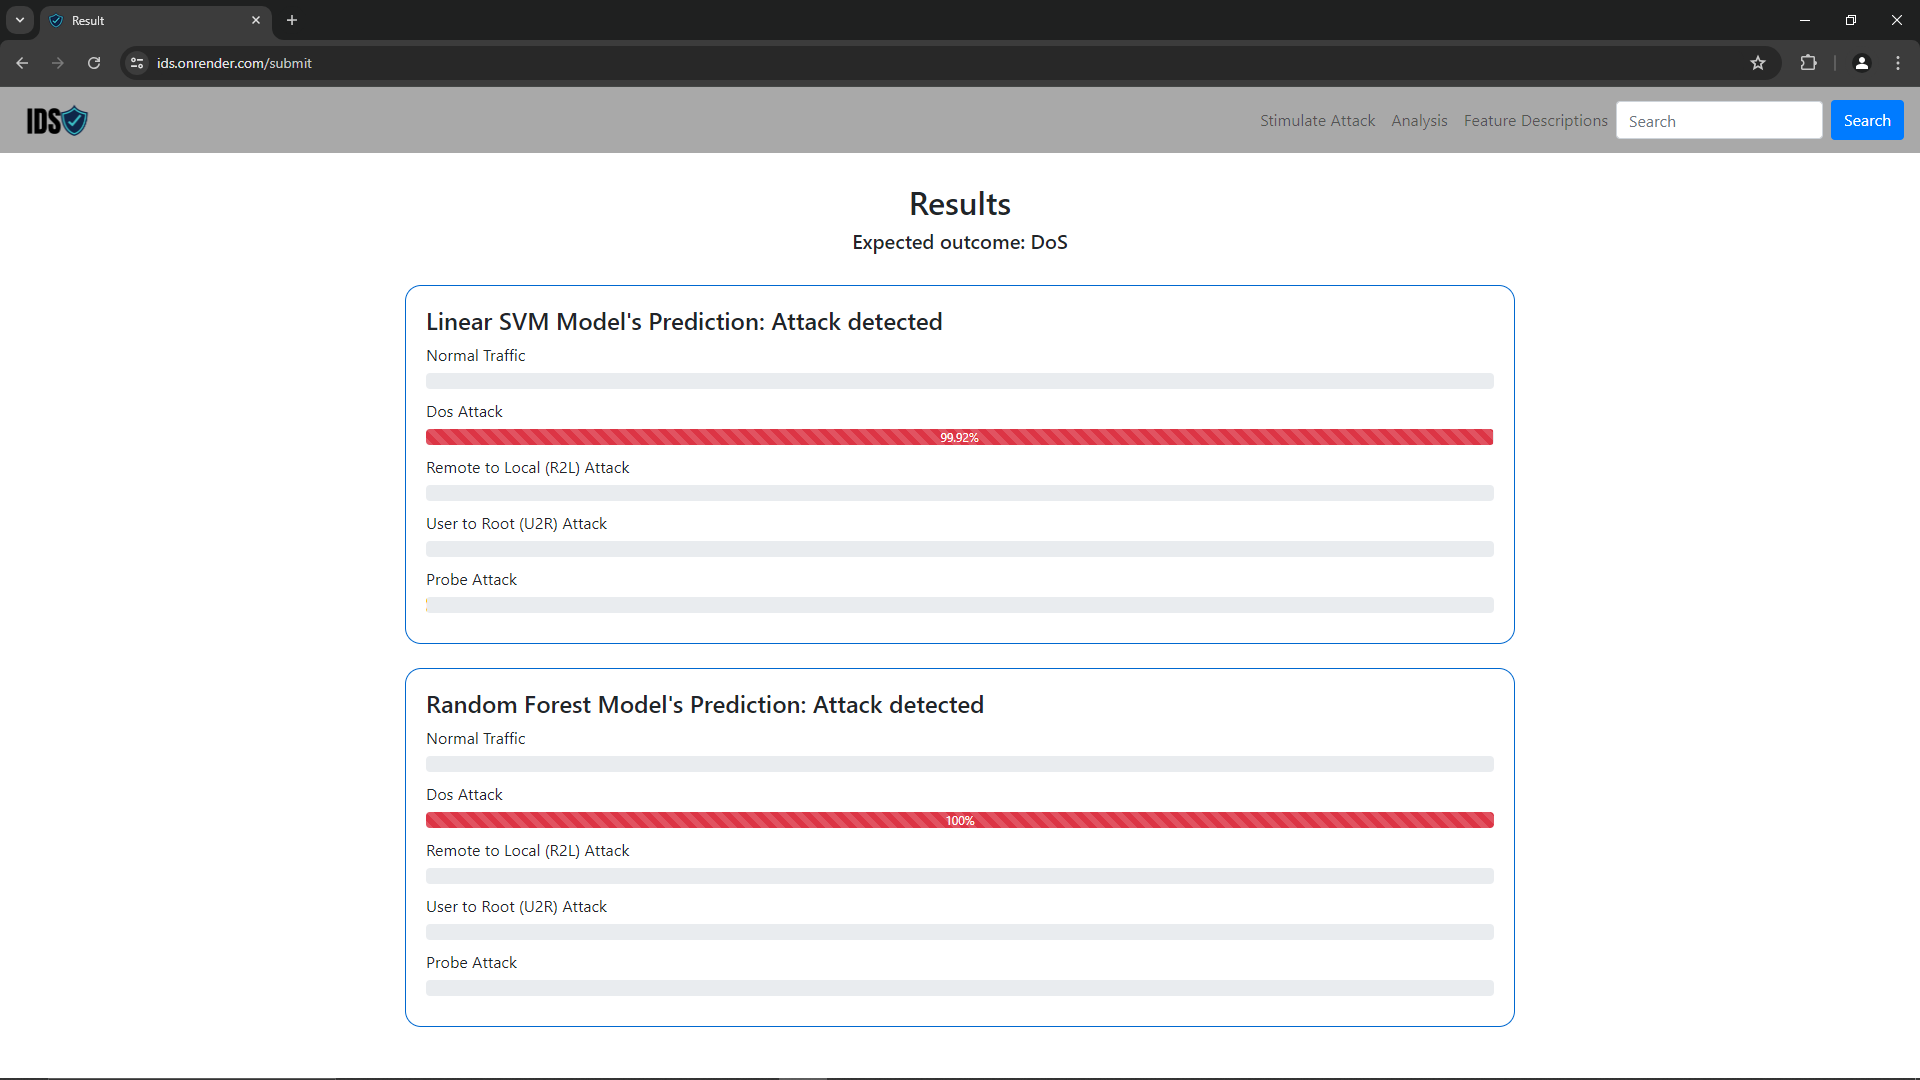 Result
ids.onrender.com/submit
IDS
Stimulate Attack
Analysis
Feature Descriptions
Search
Search
Results
Expected outcome: DoS
Linear SVM Model's Prediction: Attack detected
Normal Traffic
Dos Attack
99.92%
Remote to Local (R2L) Attack
User to Root (U2R) Attack
Probe Attack
Random Forest Model's Prediction: Attack detected
Normal Traffic
Dos Attack
100%
Remote to Local (R2L) Attack
User to Root (U2R) Attack
Probe Attack